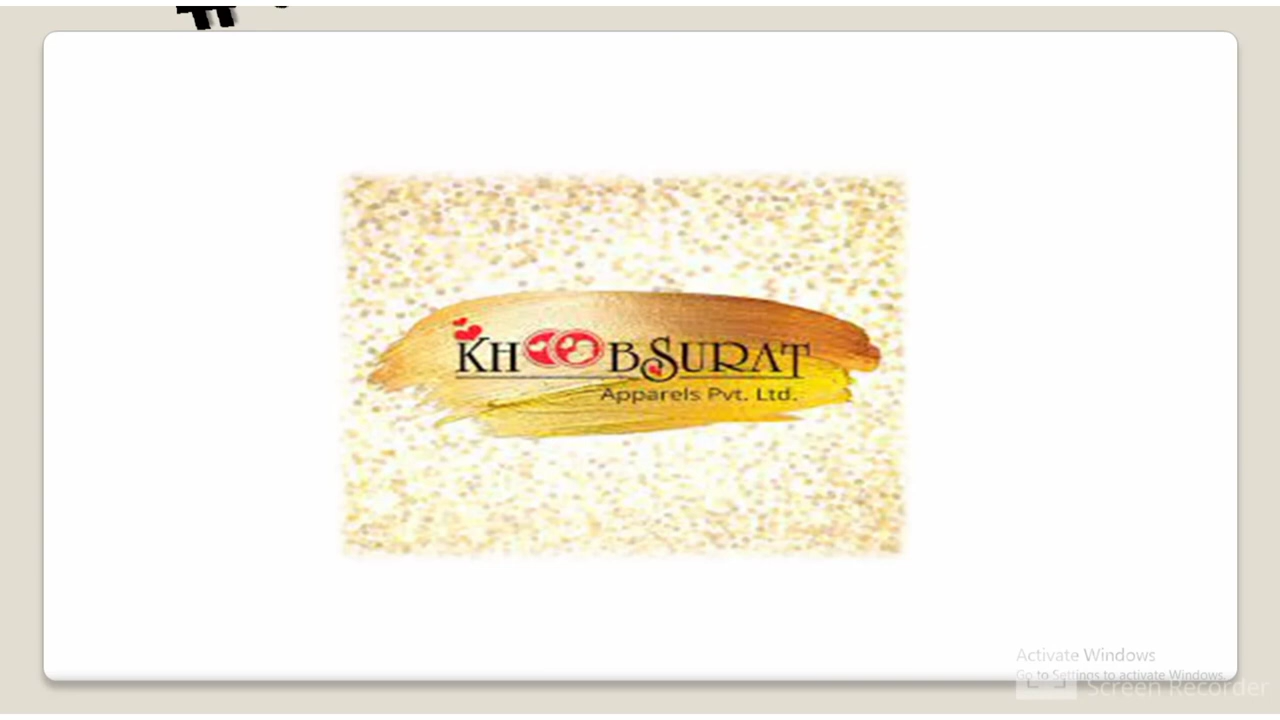 #
KHOOBSURAT
Apparels Pvt. Ltd.
Activate Windows
Go to Settings to activate Windows.
Screen Recorder